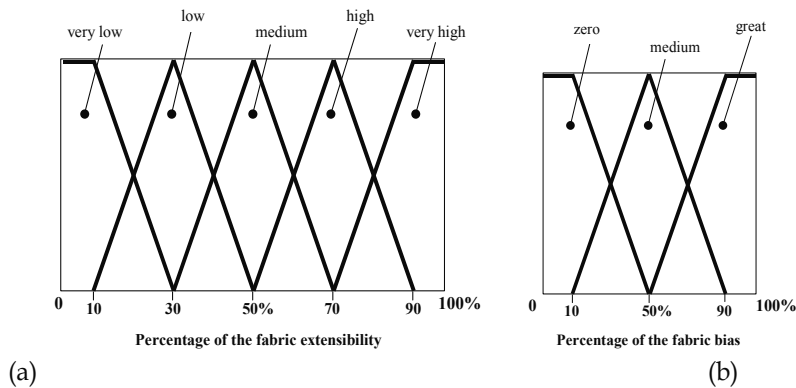 very low
low
medium
high
very high
0
10
30
50%
70
90
100%
Percentage of the fabric extensibility
(a)
zero
medium
great
0
10
50%
90
100%
Percentage of the fabric bias
(b)